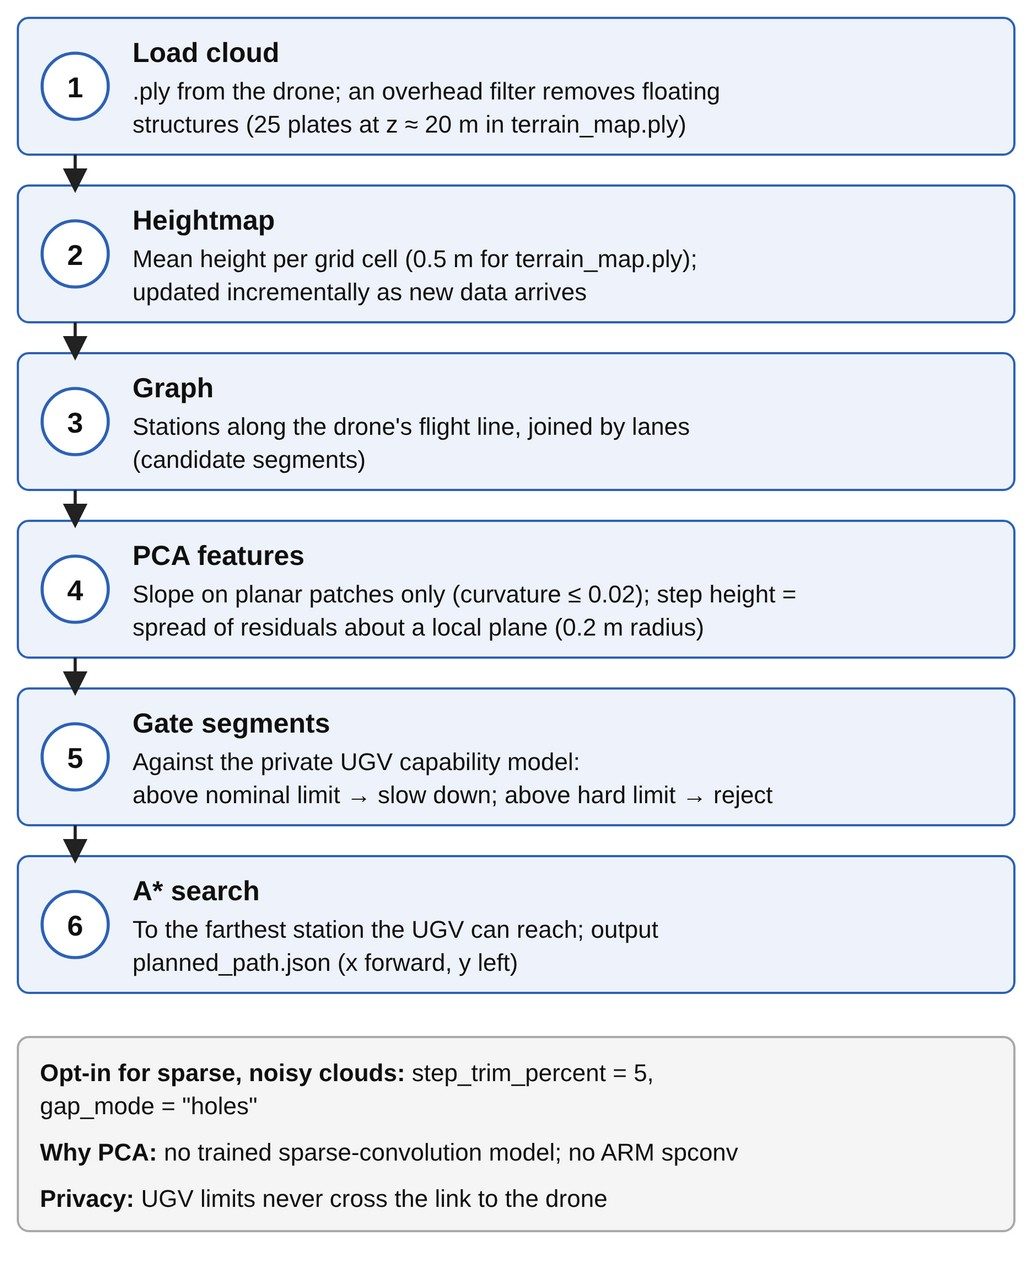 Load cloud
1
.ply from the drone; an overhead filter removes floating
structures (25 plates at z ≈ 20 m in terrain_map.ply)
Heightmap
2
Mean height per grid cell (0.5 m for terrain_map.ply);
updated incrementally as new data arrives
Graph
3
Stations along the drone's flight line, joined by lanes
(candidate segments)
PCA features
4
Slope on planar patches only (curvature ≤ 0.02); step height =
spread of residuals about a local plane (0.2 m radius)
Gate segments
5
Against the private UGV capability model:
above nominal limit → slow down; above hard limit → reject
A* search
6
To the farthest station the UGV can reach; output
planned_path.json (x forward, y left)
Opt-in for sparse, noisy clouds: step_trim_percent = 5,
gap_mode = "holes"
Why PCA: no trained sparse-convolution model; no ARM spconv
Privacy: UGV limits never cross the link to the drone